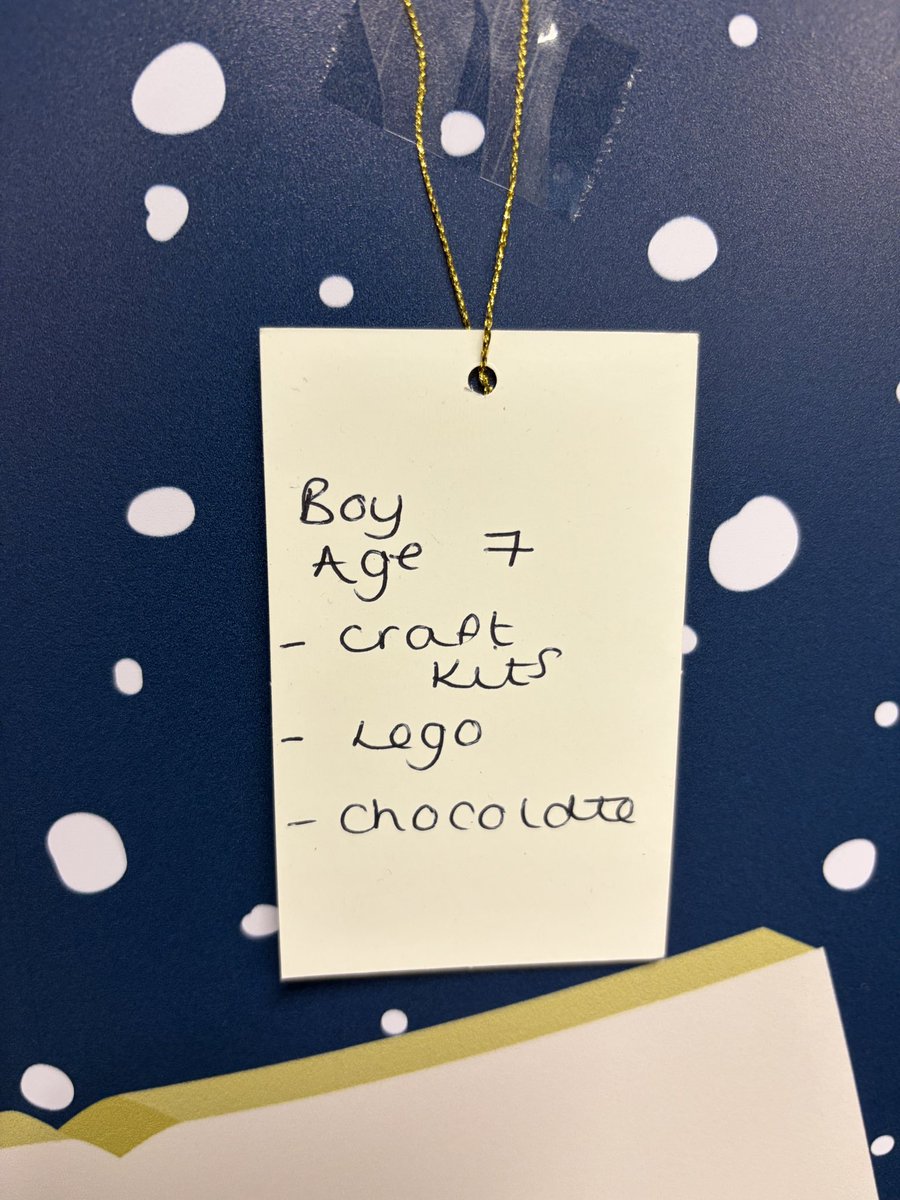 Boy
Age 7
- craft
kits
- Lego
- chocolate